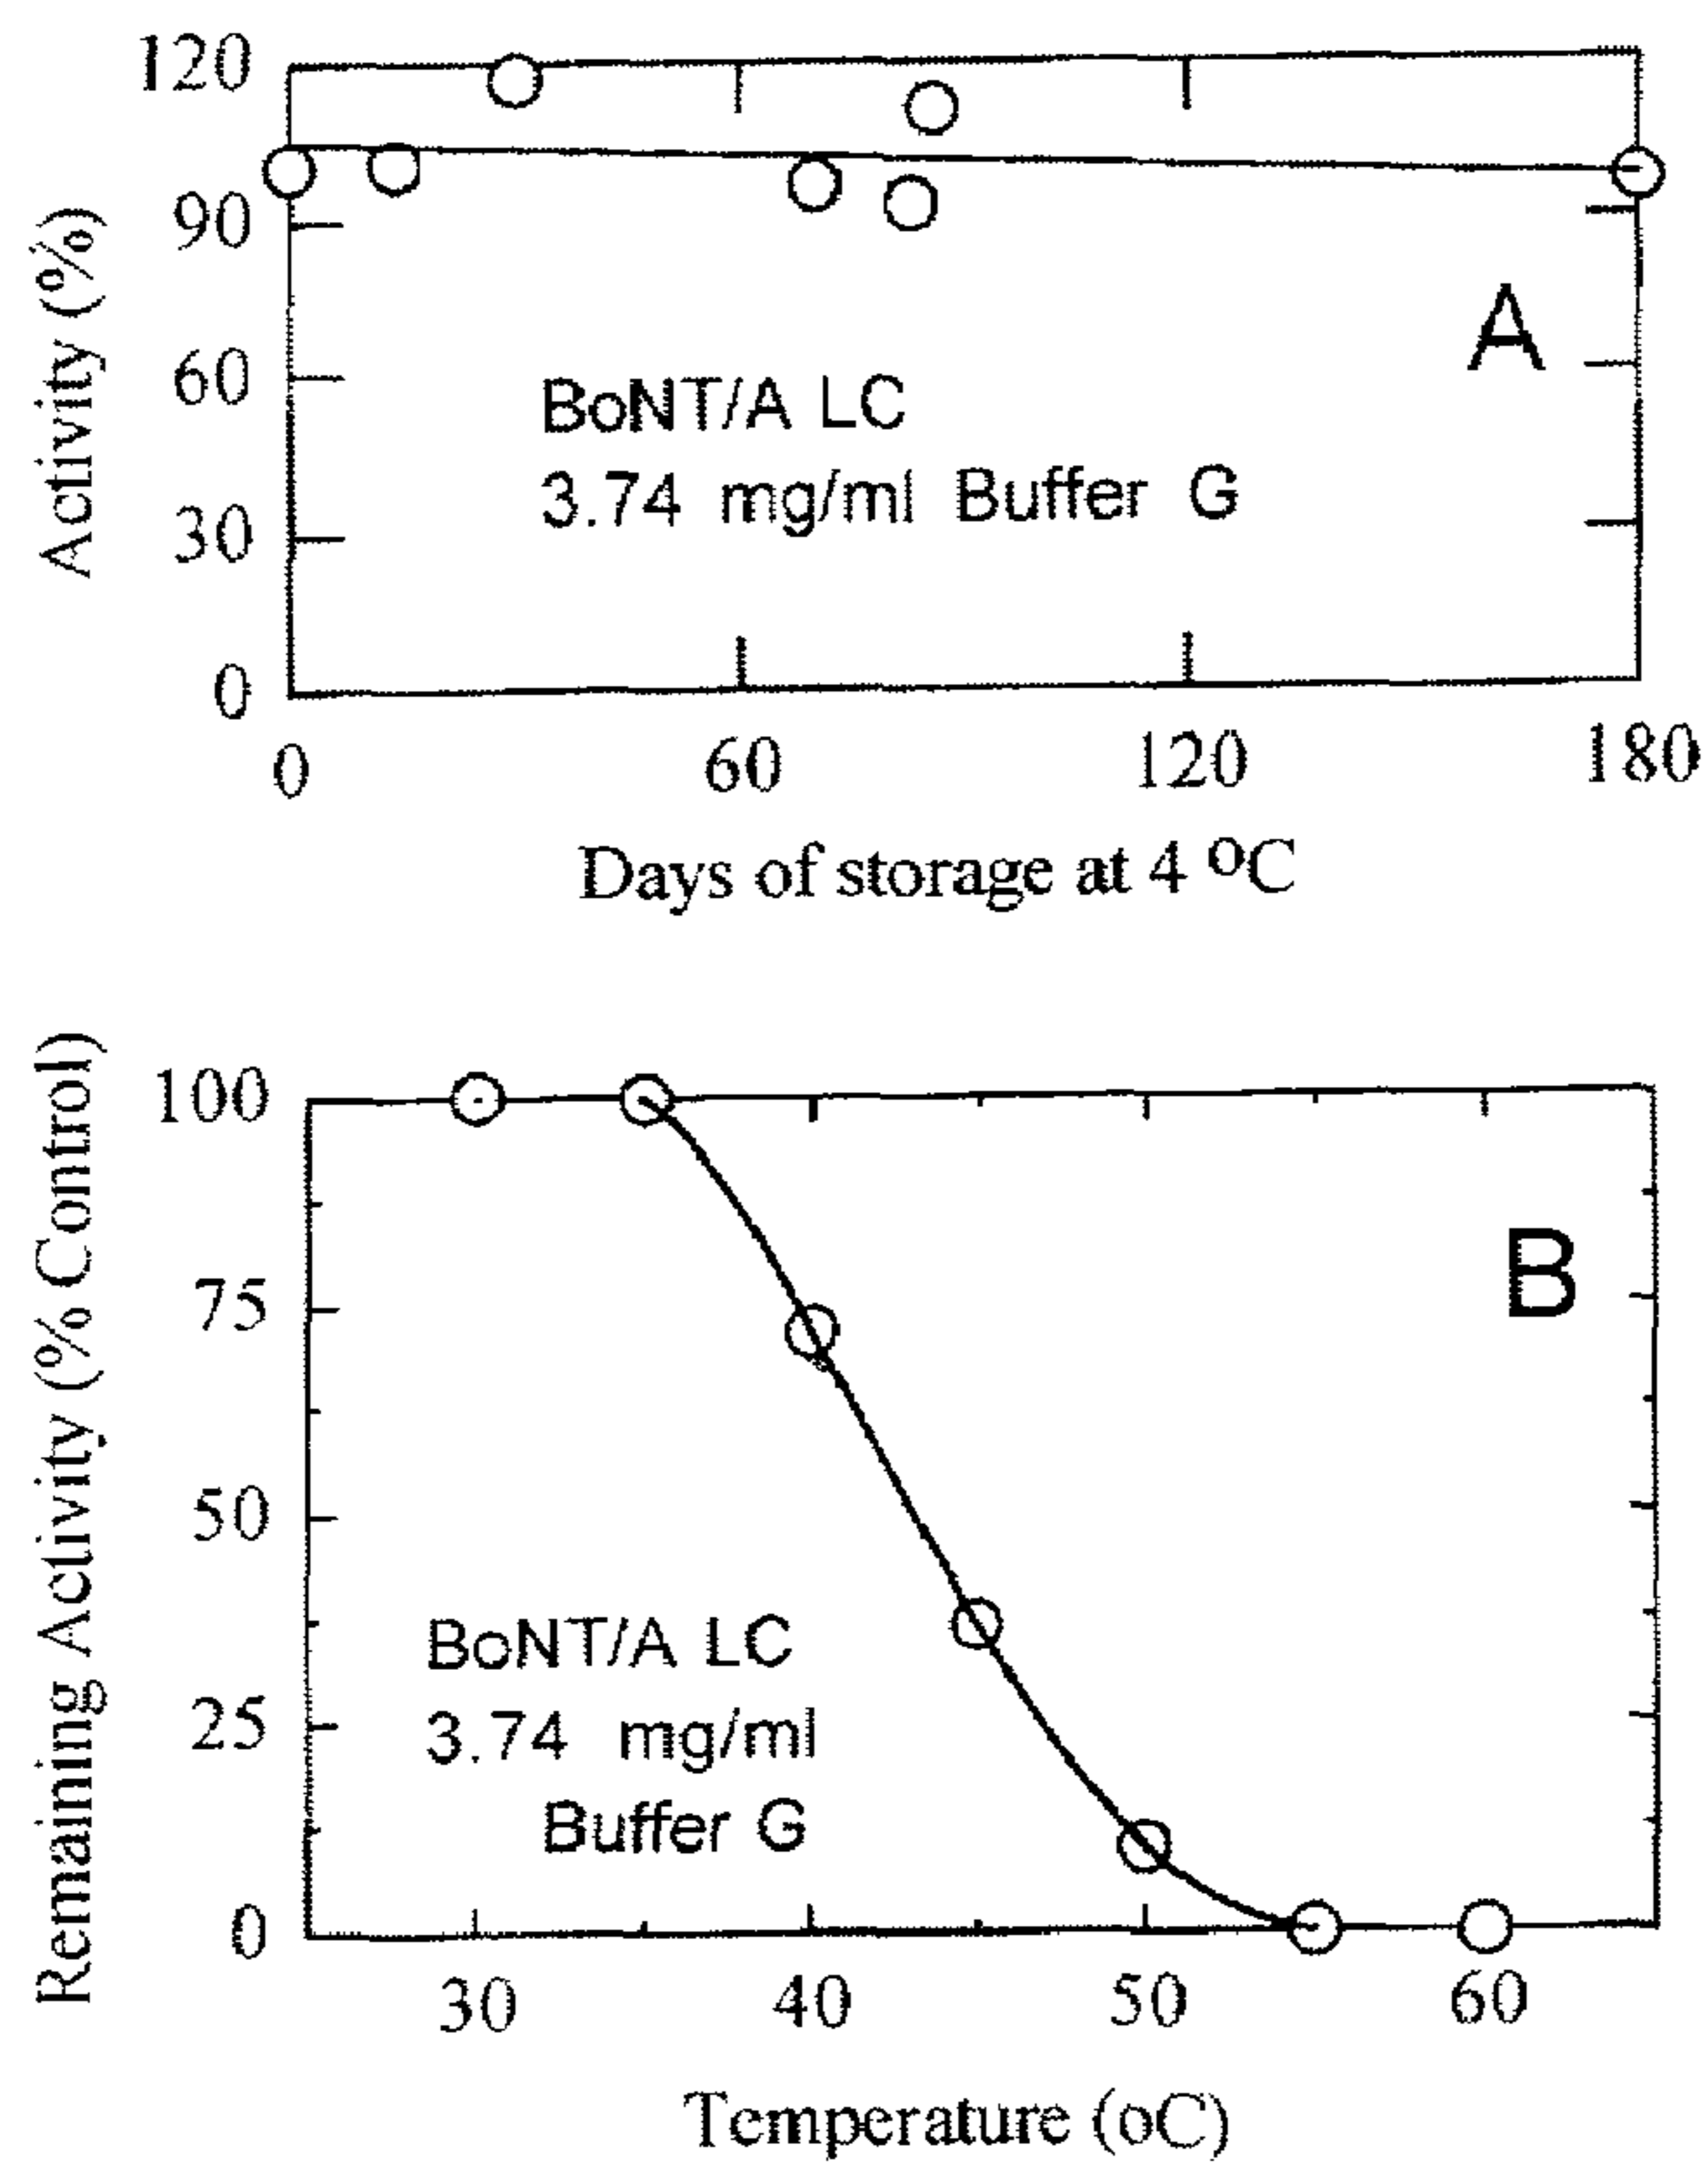 120
90
60
30
0
Activity (%)
A
BoNT/A LC
3.74 mg/ml Buffer G
0 60 120 180
Days of storage at 4 ºC
100
75
50
25
0
Remaining Activity (% Control)
B
BoNT/A LC
3.74 mg/ml
Buffer G
30 40 50 60
Temperature (oC)